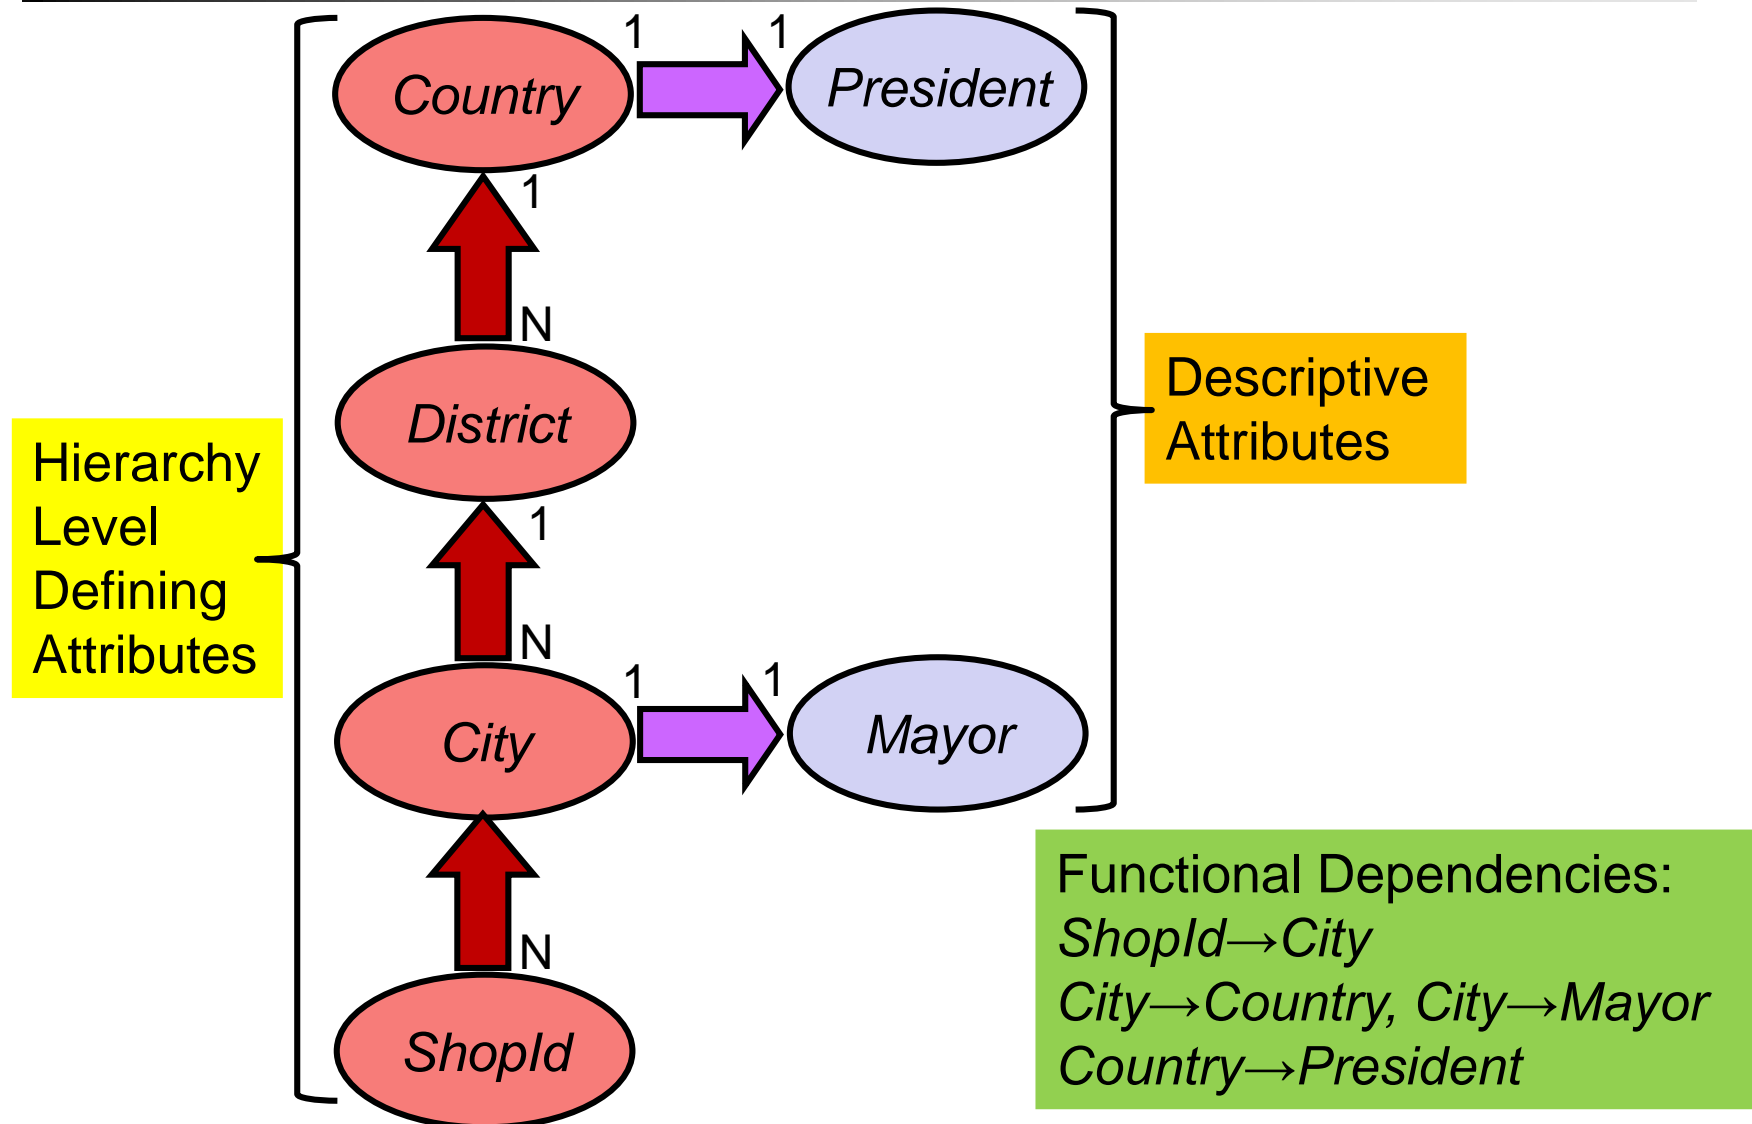 1
1
Country
President
1
N
District
Descriptive
Attributes
Hierarchy
Level
Defining
Attributes
1
N
1
1
City
Mayor
N
ShopId
Functional Dependencies:
ShopId→City
City→Country, City→Mayor
Country→President